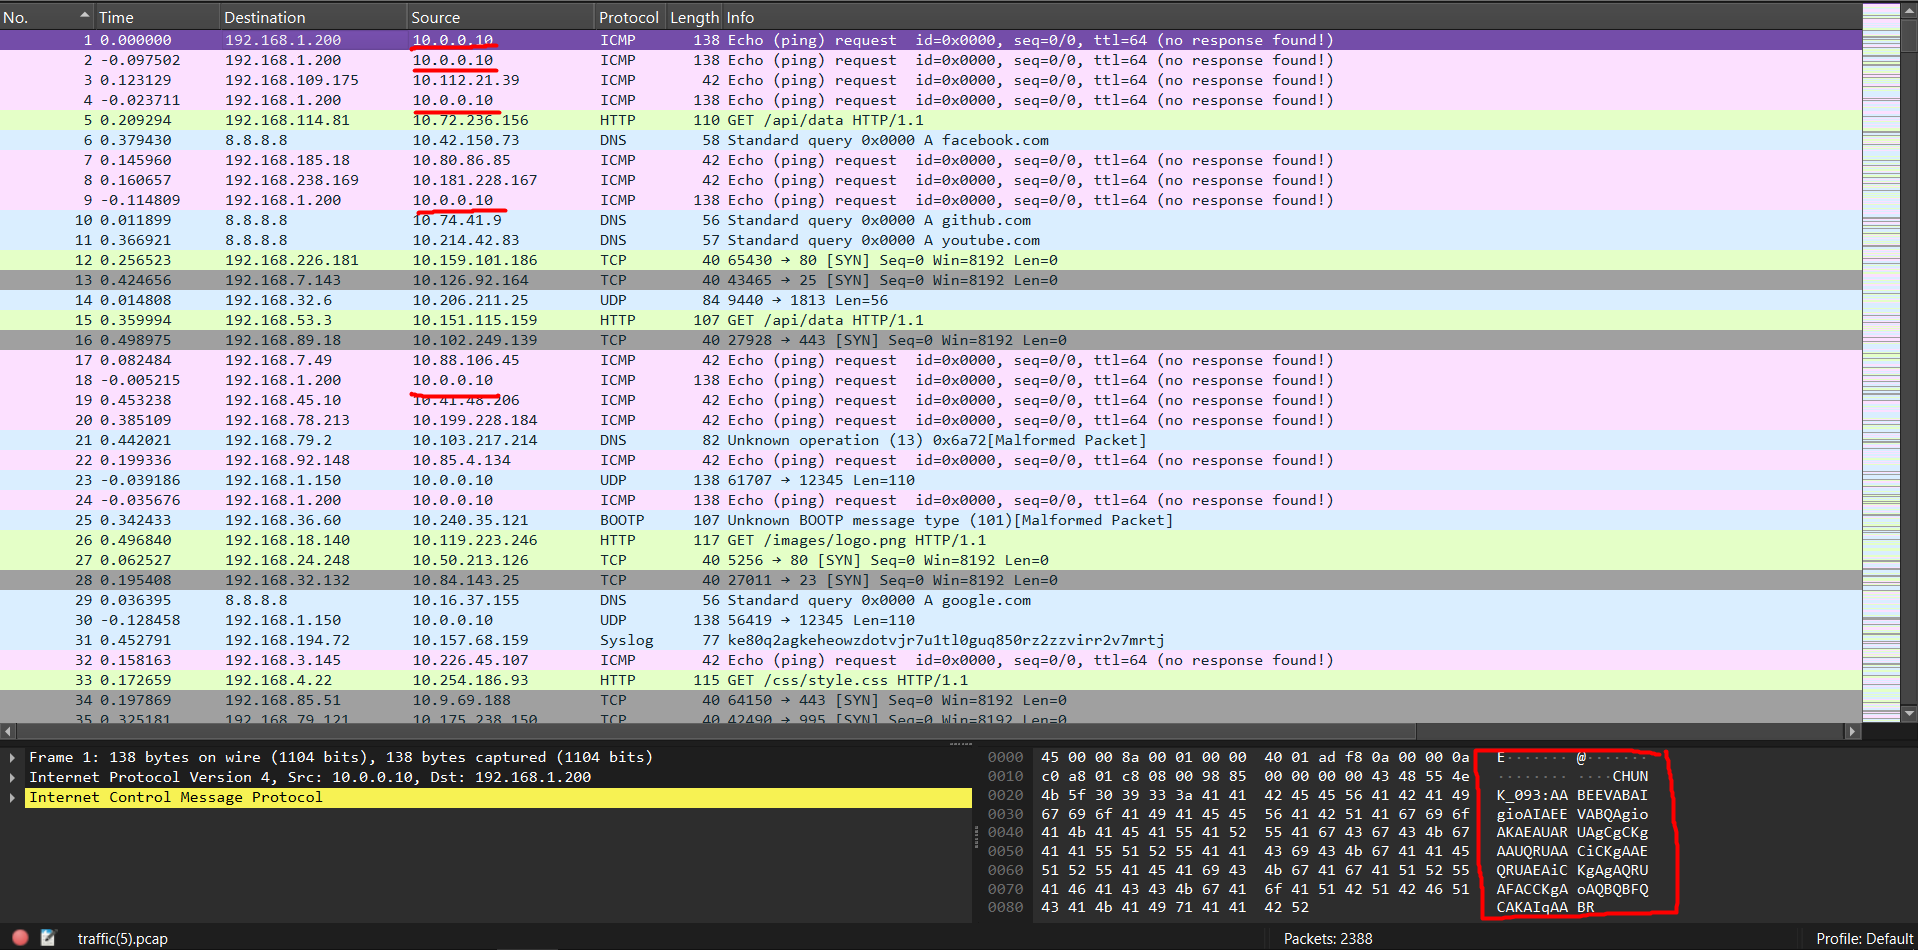 No. Time Destination Source Protocol Length Info
1 0.000000 192.168.1.200 10.0.0.10 ICMP 138 Echo (ping) request id=0x0000, seq=0/0, ttl=64 (no response found!)
2 -0.097502 192.168.1.200 10.0.0.10 ICMP 138 Echo (ping) request id=0x0000, seq=0/0, ttl=64 (no response found!)
3 0.123129 192.168.109.175 10.112.21.39 ICMP 42 Echo (ping) request id=0x0000, seq=0/0, ttl=64 (no response found!)
4 -0.023711 192.168.1.200 10.0.0.10 ICMP 138 Echo (ping) request id=0x0000, seq=0/0, ttl=64 (no response found!)
5 0.209294 192.168.114.81 10.72.236.156 HTTP 110 GET /api/data HTTP/1.1
6 0.379430 8.8.8.8 10.42.150.73 DNS 58 Standard query 0x0000 A facebook.com
7 0.145960 192.168.185.18 10.80.86.85 ICMP 42 Echo (ping) request id=0x0000, seq=0/0, ttl=64 (no response found!)
8 0.160657 192.168.238.169 10.181.228.167 ICMP 42 Echo (ping) request id=0x0000, seq=0/0, ttl=64 (no response found!)
9 -0.114809 192.168.1.200 10.0.0.10 ICMP 138 Echo (ping) request id=0x0000, seq=0/0, ttl=64 (no response found!)
10 0.011899 8.8.8.8 10.74.41.9 DNS 56 Standard query 0x0000 A github.com
11 0.366921 8.8.8.8 10.214.42.83 DNS 57 Standard query 0x0000 A youtube.com
12 0.256523 192.168.226.181 10.159.101.186 TCP 40 65430 → 80 [SYN] Seq=0 Win=8192 Len=0
13 0.424656 192.168.7.143 10.126.92.164 TCP 40 43465 → 25 [SYN] Seq=0 Win=8192 Len=0
14 0.014808 192.168.32.6 10.206.211.25 UDP 84 9440 → 1813 Len=56
15 0.359994 192.168.53.3 10.151.115.159 HTTP 107 GET /api/data HTTP/1.1
16 0.498975 192.168.89.18 10.102.249.139 TCP 40 27928 → 443 [SYN] Seq=0 Win=8192 Len=0
17 0.082484 192.168.7.49 10.88.106.45 ICMP 42 Echo (ping) request id=0x0000, seq=0/0, ttl=64 (no response found!)
18 -0.005215 192.168.1.200 10.0.0.10 ICMP 138 Echo (ping) request id=0x0000, seq=0/0, ttl=64 (no response found!)
19 0.453238 192.168.45.10 10.41.48.206 ICMP 42 Echo (ping) request id=0x0000, seq=0/0, ttl=64 (no response found!)
20 0.385109 192.168.78.213 10.199.228.184 ICMP 42 Echo (ping) request id=0x0000, seq=0/0, ttl=64 (no response found!)
21 0.442021 192.168.79.2 10.103.217.214 DNS 82 Unknown operation (13) 0x6a72[Malformed Packet]
22 0.199336 192.168.92.148 10.85.4.134 ICMP 42 Echo (ping) request id=0x0000, seq=0/0, ttl=64 (no response found!)
23 -0.039186 192.168.1.150 10.0.0.10 UDP 138 61707 → 12345 Len=110
24 -0.035676 192.168.1.200 10.0.0.10 ICMP 138 Echo (ping) request id=0x0000, seq=0/0, ttl=64 (no response found!)
25 0.342433 192.168.36.60 10.240.35.121 BOOTP 107 Unknown BOOTP message type (101)[Malformed Packet]
26 0.496840 192.168.18.140 10.119.223.246 HTTP 117 GET /images/logo.png HTTP/1.1
27 0.062527 192.168.24.248 10.50.213.126 TCP 40 5256 → 80 [SYN] Seq=0 Win=8192 Len=0
28 0.195408 192.168.32.132 10.84.143.25 TCP 40 27011 → 23 [SYN] Seq=0 Win=8192 Len=0
29 0.036395 8.8.8.8 10.16.37.155 DNS 56 Standard query 0x0000 A google.com
30 -0.128458 192.168.1.150 10.0.0.10 UDP 138 56419 → 12345 Len=110
31 0.452791 192.168.194.72 10.157.68.159 Syslog 77 ke80q2agkeheowzdotvjr7u1tl0guq850rz2zzvirr2v7mrtj
32 0.158163 192.168.3.145 10.226.45.107 ICMP 42 Echo (ping) request id=0x0000, seq=0/0, ttl=64 (no response found!)
33 0.172659 192.168.4.22 10.254.186.93 HTTP 115 GET /css/style.css HTTP/1.1
34 0.197869 192.168.85.51 10.9.69.188 TCP 40 64150 → 443 [SYN] Seq=0 Win=8192 Len=0
35 0.325181 192.168.79.121 10.175.238.150 TCP 40 42490 → 995 [SYN] Seq=0 Win=8192 Len=0
Frame 1: 138 bytes on wire (1104 bits), 138 bytes captured (1104 bits)
Internet Protocol Version 4, Src: 10.0.0.10, Dst: 192.168.1.200
Internet Control Message Protocol
0000 45 00 00 8a 00 01 00 00 40 01 ad f8 0a 00 00 0a E·······@·······
0010 c0 a8 01 c8 08 00 98 85 00 00 00 00 43 48 55 4e ············CHUN
0020 4b 5f 30 39 33 3a 41 41 42 45 45 56 41 42 41 49 K_093:AA BEEVABAI
0030 67 69 6f 41 49 41 45 45 56 41 42 51 41 67 69 6f gioAIAEE VABQAgio
0040 41 4b 41 45 41 55 41 52 55 41 67 43 67 43 4b 67 AKAEAUAR UAgCgCKg
0050 41 41 55 51 52 55 41 41 43 69 43 4b 67 41 41 45 AAUQRUAA CiCKgAAE
0060 51 52 55 41 45 41 69 43 4b 67 41 67 41 51 52 55 QRUAEAiC KgAgAQRU
0070 41 46 41 43 43 4b 67 41 6f 41 51 42 51 42 46 51 AFACCKgA oAQBQBFQ
0080 43 41 4b 41 49 71 41 41 42 52 CAKAIqAA BR
traffic(5).pcap
Packets: 2388
Profile: Default